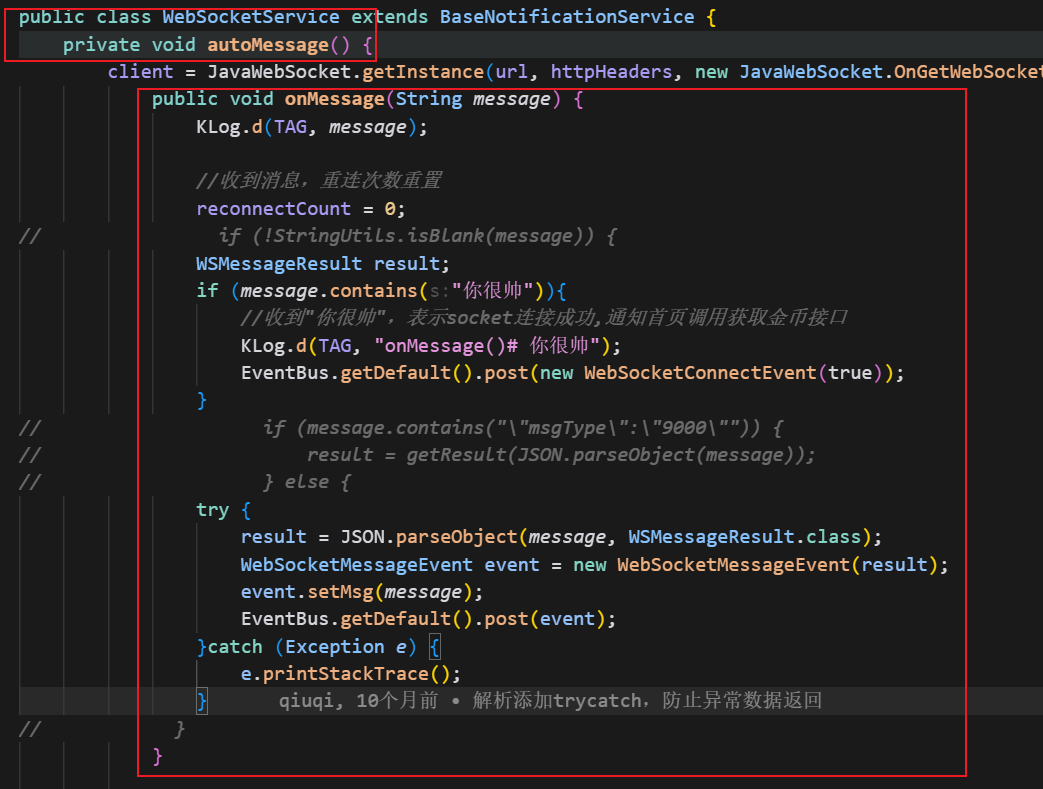 public class WebSocketService extends BaseNotificationService {
private void autoMessage() {
client = JavaWebSocket.getInstance(url, httpHeaders, new JavaWebSocket.OnGetWebSocket
public void onMessage(String message) {
KLog.d(TAG, message);
//收到消息，重连次数重置
reconnectCount = 0;
// if (!StringUtils.isBlank(message)) {
WSMessageResult result;
if (message.contains(s:"你很帅")){
//收到"你很帅"，表示socket连接成功,通知首页调用获取金币接口
KLog.d(TAG, "onMessage()# 你很帅");
EventBus.getDefault().post(new WebSocketConnectEvent(true));
}
// if (message.contains("\"msgType\":\"9000\"")) {
// result = getResult(JSON.parseObject(message));
// } else {
try {
result = JSON.parseObject(message, WSMessageResult.class);
WebSocketMessageEvent event = new WebSocketMessageEvent(result);
event.setMsg(message);
EventBus.getDefault().post(event);
}catch (Exception e) {
e.printStackTrace();
} qiuqi, 10个月前 • 解析添加trycatch，防止异常数据返回
// }
}